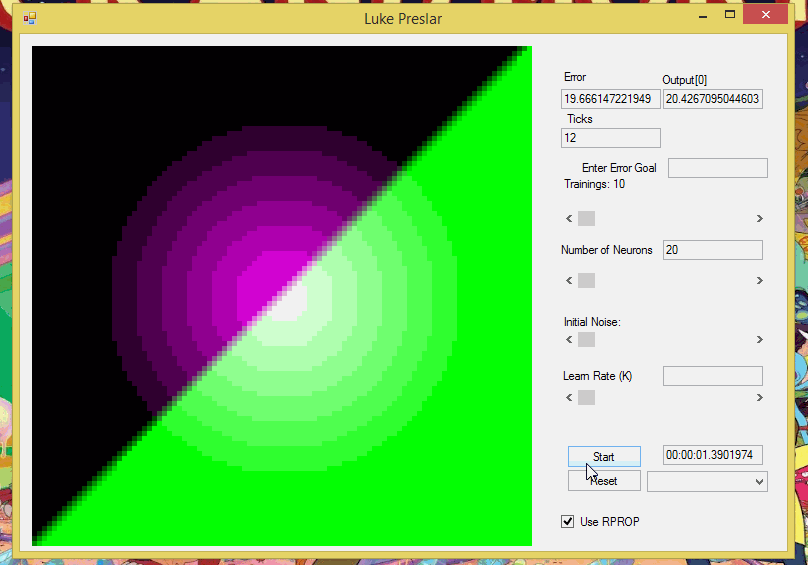 Luke Preslar
Error
Output[0]
19.666147221949
20.4267095044603
Ticks
12
Enter Error Goal
Trainings: 10
Number of Neurons
20
Initial Noise:
Learn Rate (K)
Start
00:00:01.3901974
Reset
Use RPROP